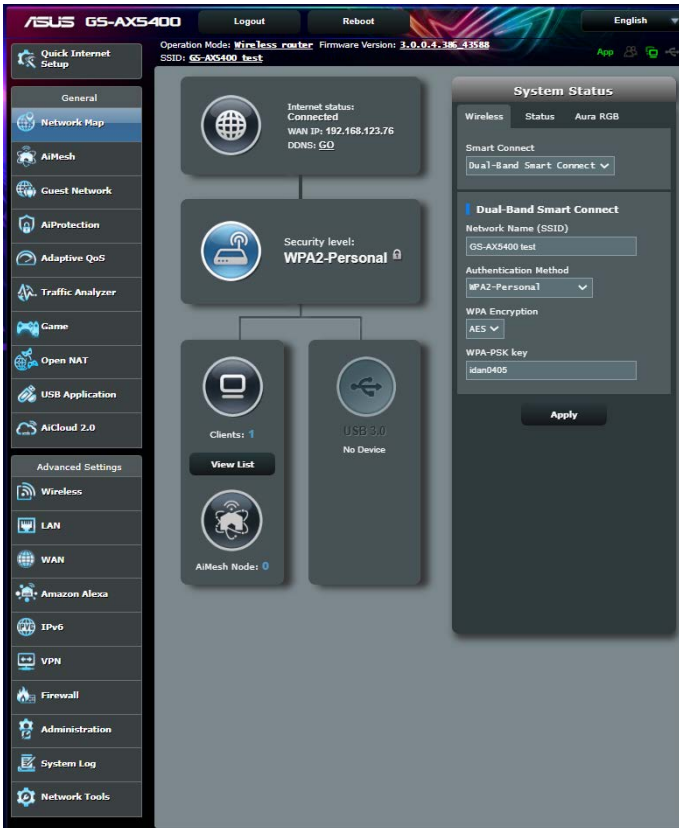 ASUS GS-AX5400
Logout
Reboot
English
Quick Internet Setup
Operation Mode: Wireless router Firmware Version: 3.0.0.4.386_43588
SSID: GS-AX5400 test
App
General
Network Map
AiMesh
Guest Network
AiProtection
Adaptive QoS
Traffic Analyzer
Game
Open NAT
USB Application
AiCloud 2.0
Advanced Settings
Wireless
LAN
WAN
Amazon Alexa
IPv6
VPN
Firewall
Administration
System Log
Network Tools
Internet status:
Connected
WAN IP: 192.168.123.76
DDNS: GO
Security level:
WPA2-Personal
Clients: 1
View List
AiMesh Node: 0
USB 3.0
No Device
System Status
Wireless Status Aura RGB
Smart Connect
Dual-Band Smart Connect
Dual-Band Smart Connect
Network Name (SSID)
GS-AX5400 test
Authentication Method
WPA2-Personal
WPA Encryption
AES
WPA-PSK key
idan0405
Apply